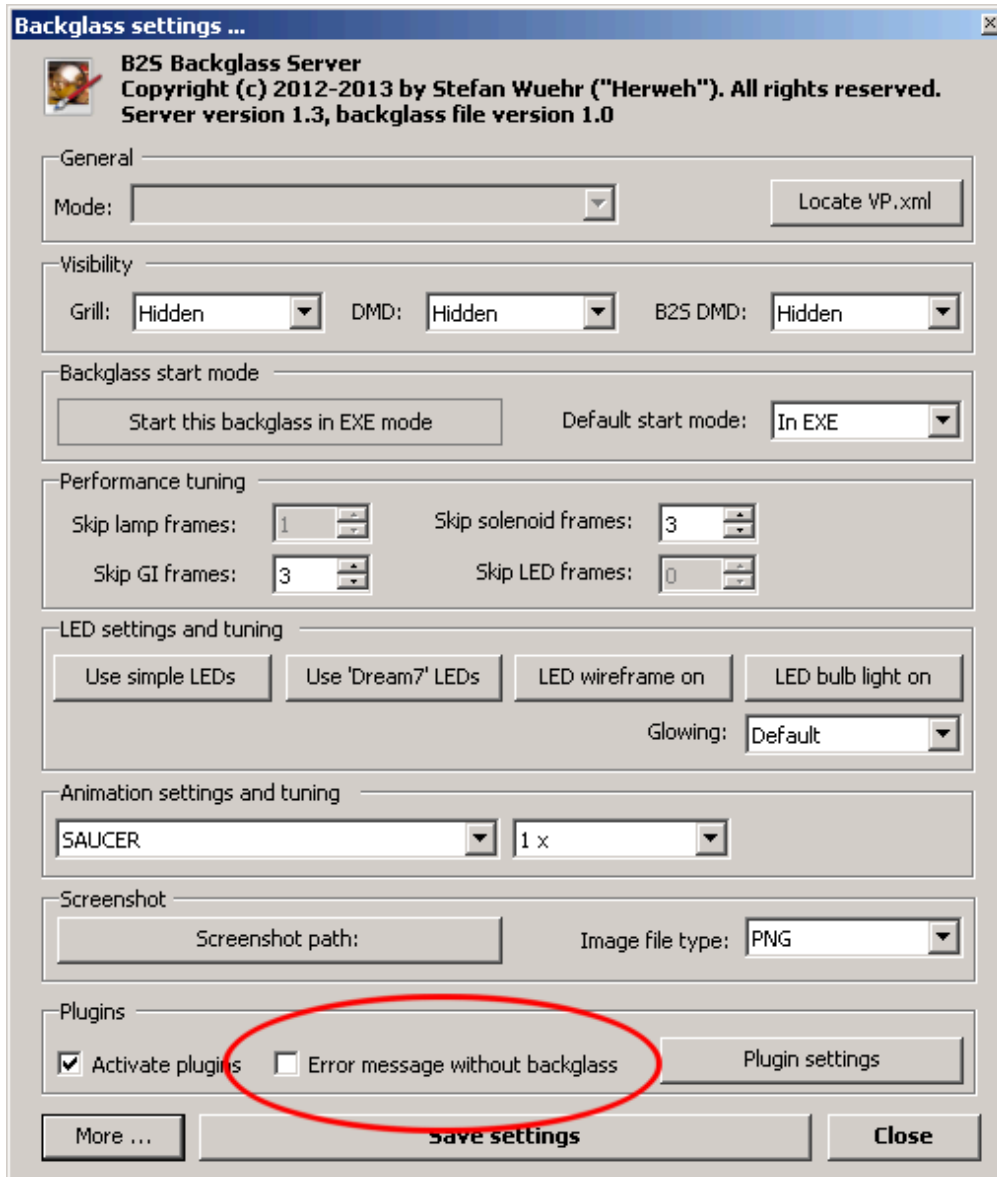 Backglass settings ...
B2S Backglass Server
Copyright (c) 2012-2013 by Stefan Wuehr ("Herweh"). All rights reserved.
Server version 1.3, backglass file version 1.0
General
Mode:
Locate VP.xml
Visibility
Grill: Hidden DMD: Hidden B2S DMD: Hidden
Backglass start mode
Start this backglass in EXE mode Default start mode: In EXE
Performance tuning
Skip lamp frames: 1 Skip solenoid frames: 3
Skip GI frames: 3 Skip LED frames: 0
LED settings and tuning
Use simple LEDs Use 'Dream7' LEDs LED wireframe on LED bulb light on
Glowing: Default
Animation settings and tuning
SAUCER 1 x
Screenshot
Screenshot path: Image file type: PNG
Plugins
Activate plugins Error message without backglass Plugin settings
More ... Save settings Close